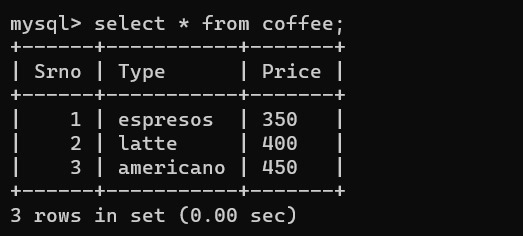 mysql> select * from coffee;
+------+-----------+-------+
| Srno | Type      | Price |
+------+-----------+-------+
|    1 | espresos  | 350   |
|    2 | latte     | 400   |
|    3 | americano | 450   |
+------+-----------+-------+
3 rows in set (0.00 sec)